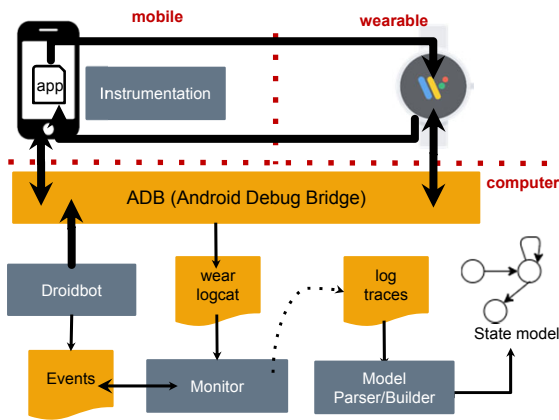 mobile
wearable
app
Instrumentation
computer
ADB (Android Debug Bridge)
wear
logcat
log
traces
Droidbot
State model
Events
Monitor
Model
Parser/Builder